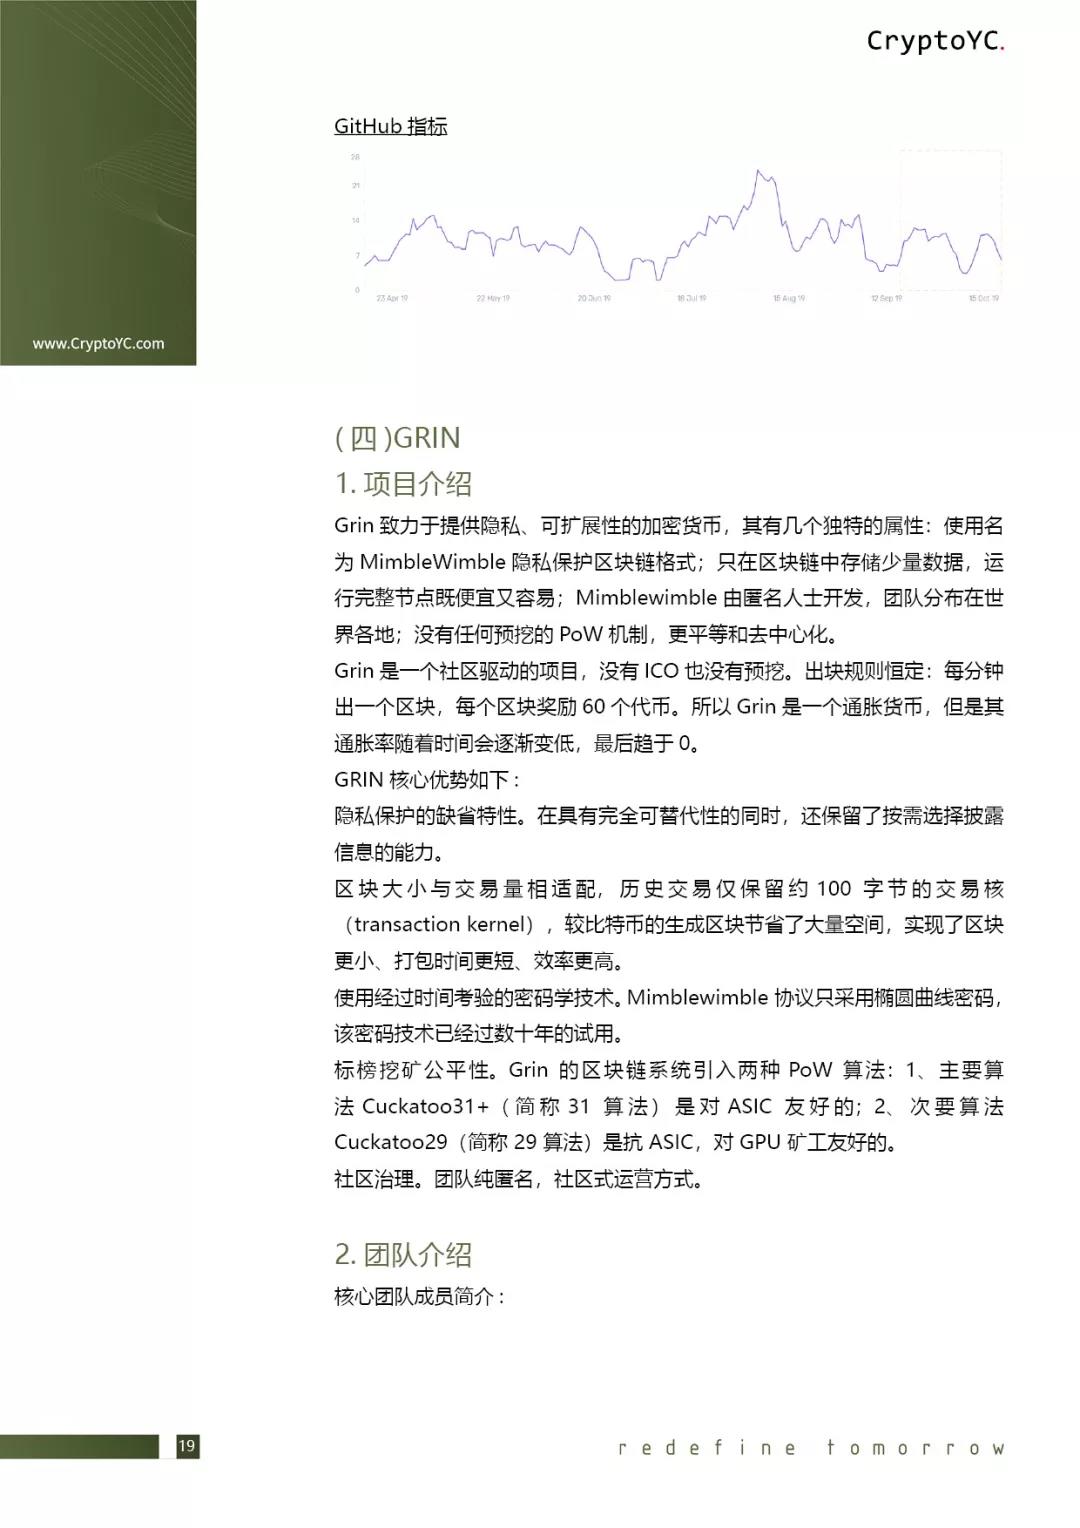 CryptoYC.
GitHub 指标
28
21
14
7
0
23 Apr 19
22 May 19
20 Jun 19
18 Jul 19
15 Aug 19
12 Sep 19
15 Oct 19
www.CryptoYC.com
(四)GRIN
1. 项目介绍
Grin 致力于提供隐私、可扩展性的加密货币，其有几个独特的属性：使用名
为 MimbleWimble 隐私保护区块链格式；只在区块链中存储少量数据，运
行完整节点既便宜又容易；Mimblewimble 由匿名人士开发，团队分布在世
界各地；没有任何预挖的 PoW 机制，更平等和去中心化。
Grin 是一个社区驱动的项目，没有 ICO 也没有预挖。出块规则恒定：每分钟
出一个区块，每个区块奖励 60 个代币。所以 Grin 是一个通胀货币，但是其
通胀率随着时间会逐渐变低，最后趋于 0。
GRIN 核心优势如下：
隐私保护的缺省特性。在具有完全可替代性的同时，还保留了按需选择披露
信息的能力。
区块大小与交易量相适配，历史交易仅保留约 100 字节的交易核
（transaction kernel），较比特币的生成区块节省了大量空间，实现了区块
更小、打包时间更短、效率更高。
使用经过时间考验的密码学技术。Mimblewimble 协议只采用椭圆曲线密码，
该密码技术已经过数十年的试用。
标榜挖矿公平性。Grin 的区块链系统引入两种 PoW 算法：1、主要算
法 Cuckatoo31+（简称 31 算法）是对 ASIC 友好的；2、次要算法
Cuckatoo29（简称 29 算法）是抗 ASIC，对 GPU 矿工友好的。
社区治理。团队纯匿名，社区式运营方式。
2. 团队介绍
核心团队成员简介：
19
redefine tomorrow